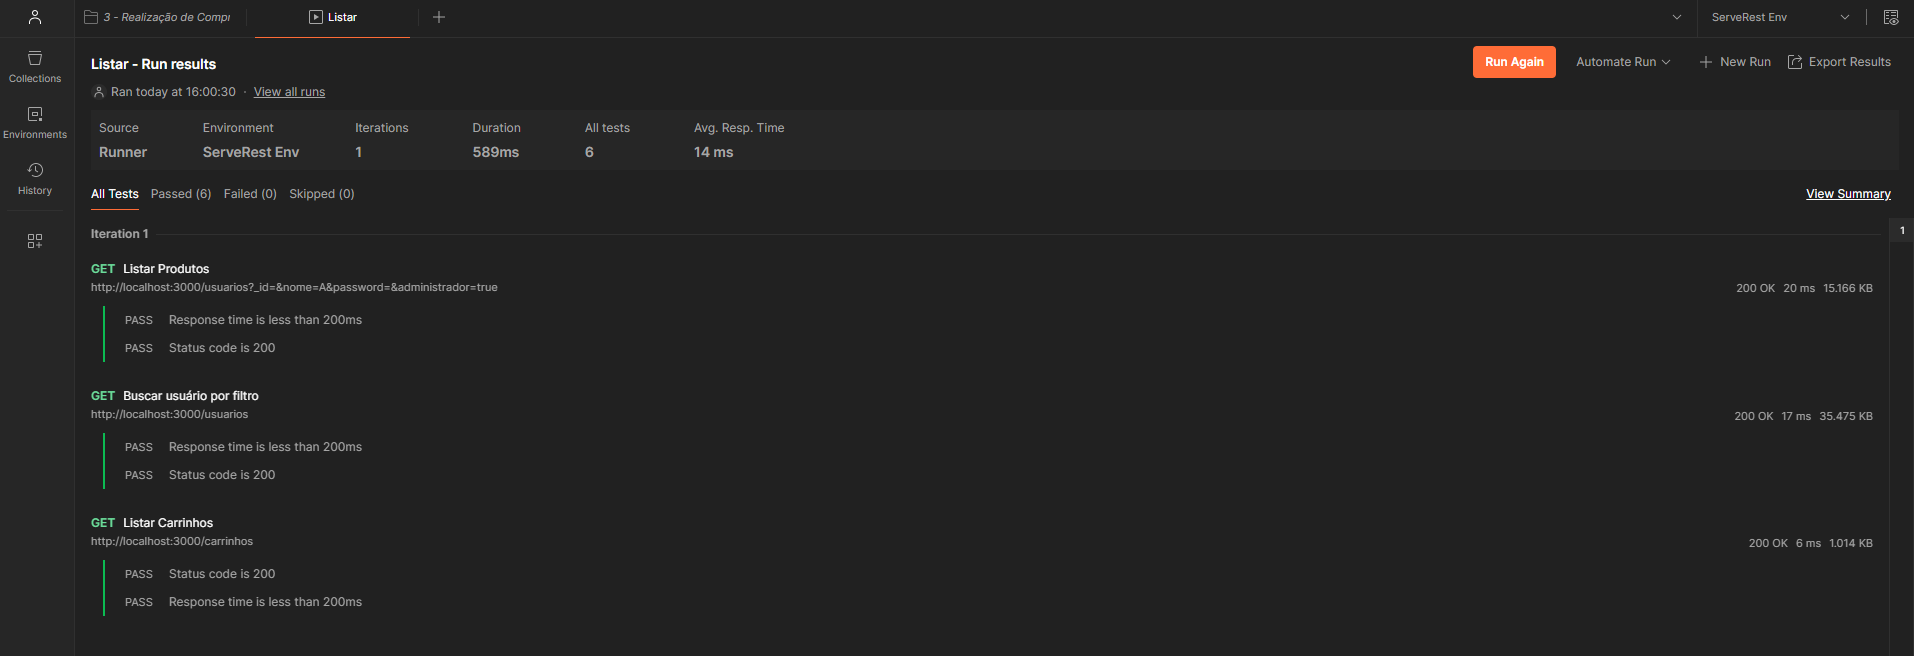 3 - Realização de Compr
Listar
ServeRest Env
Collections
Environments
History
Listar - Run results
Run Again
Automate Run
New Run
Export Results
Ran today at 16:00:30 · View all runs
Source Environment Iterations Duration All tests Avg. Resp. Time
Runner ServeRest Env 1 589ms 6 14 ms
All Tests Passed (6) Failed (0) Skipped (0) View Summary
Iteration 1
1
GET Listar Produtos
http://localhost:3000/usuarios?_id=&nome=A&password=&administrador=true
200 OK 20 ms 15.166 KB
PASS Response time is less than 200ms
PASS Status code is 200
GET Buscar usuário por filtro
http://localhost:3000/usuarios
200 OK 17 ms 35.475 KB
PASS Response time is less than 200ms
PASS Status code is 200
GET Listar Carrinhos
http://localhost:3000/carrinhos
200 OK 6 ms 1.014 KB
PASS Status code is 200
PASS Response time is less than 200ms